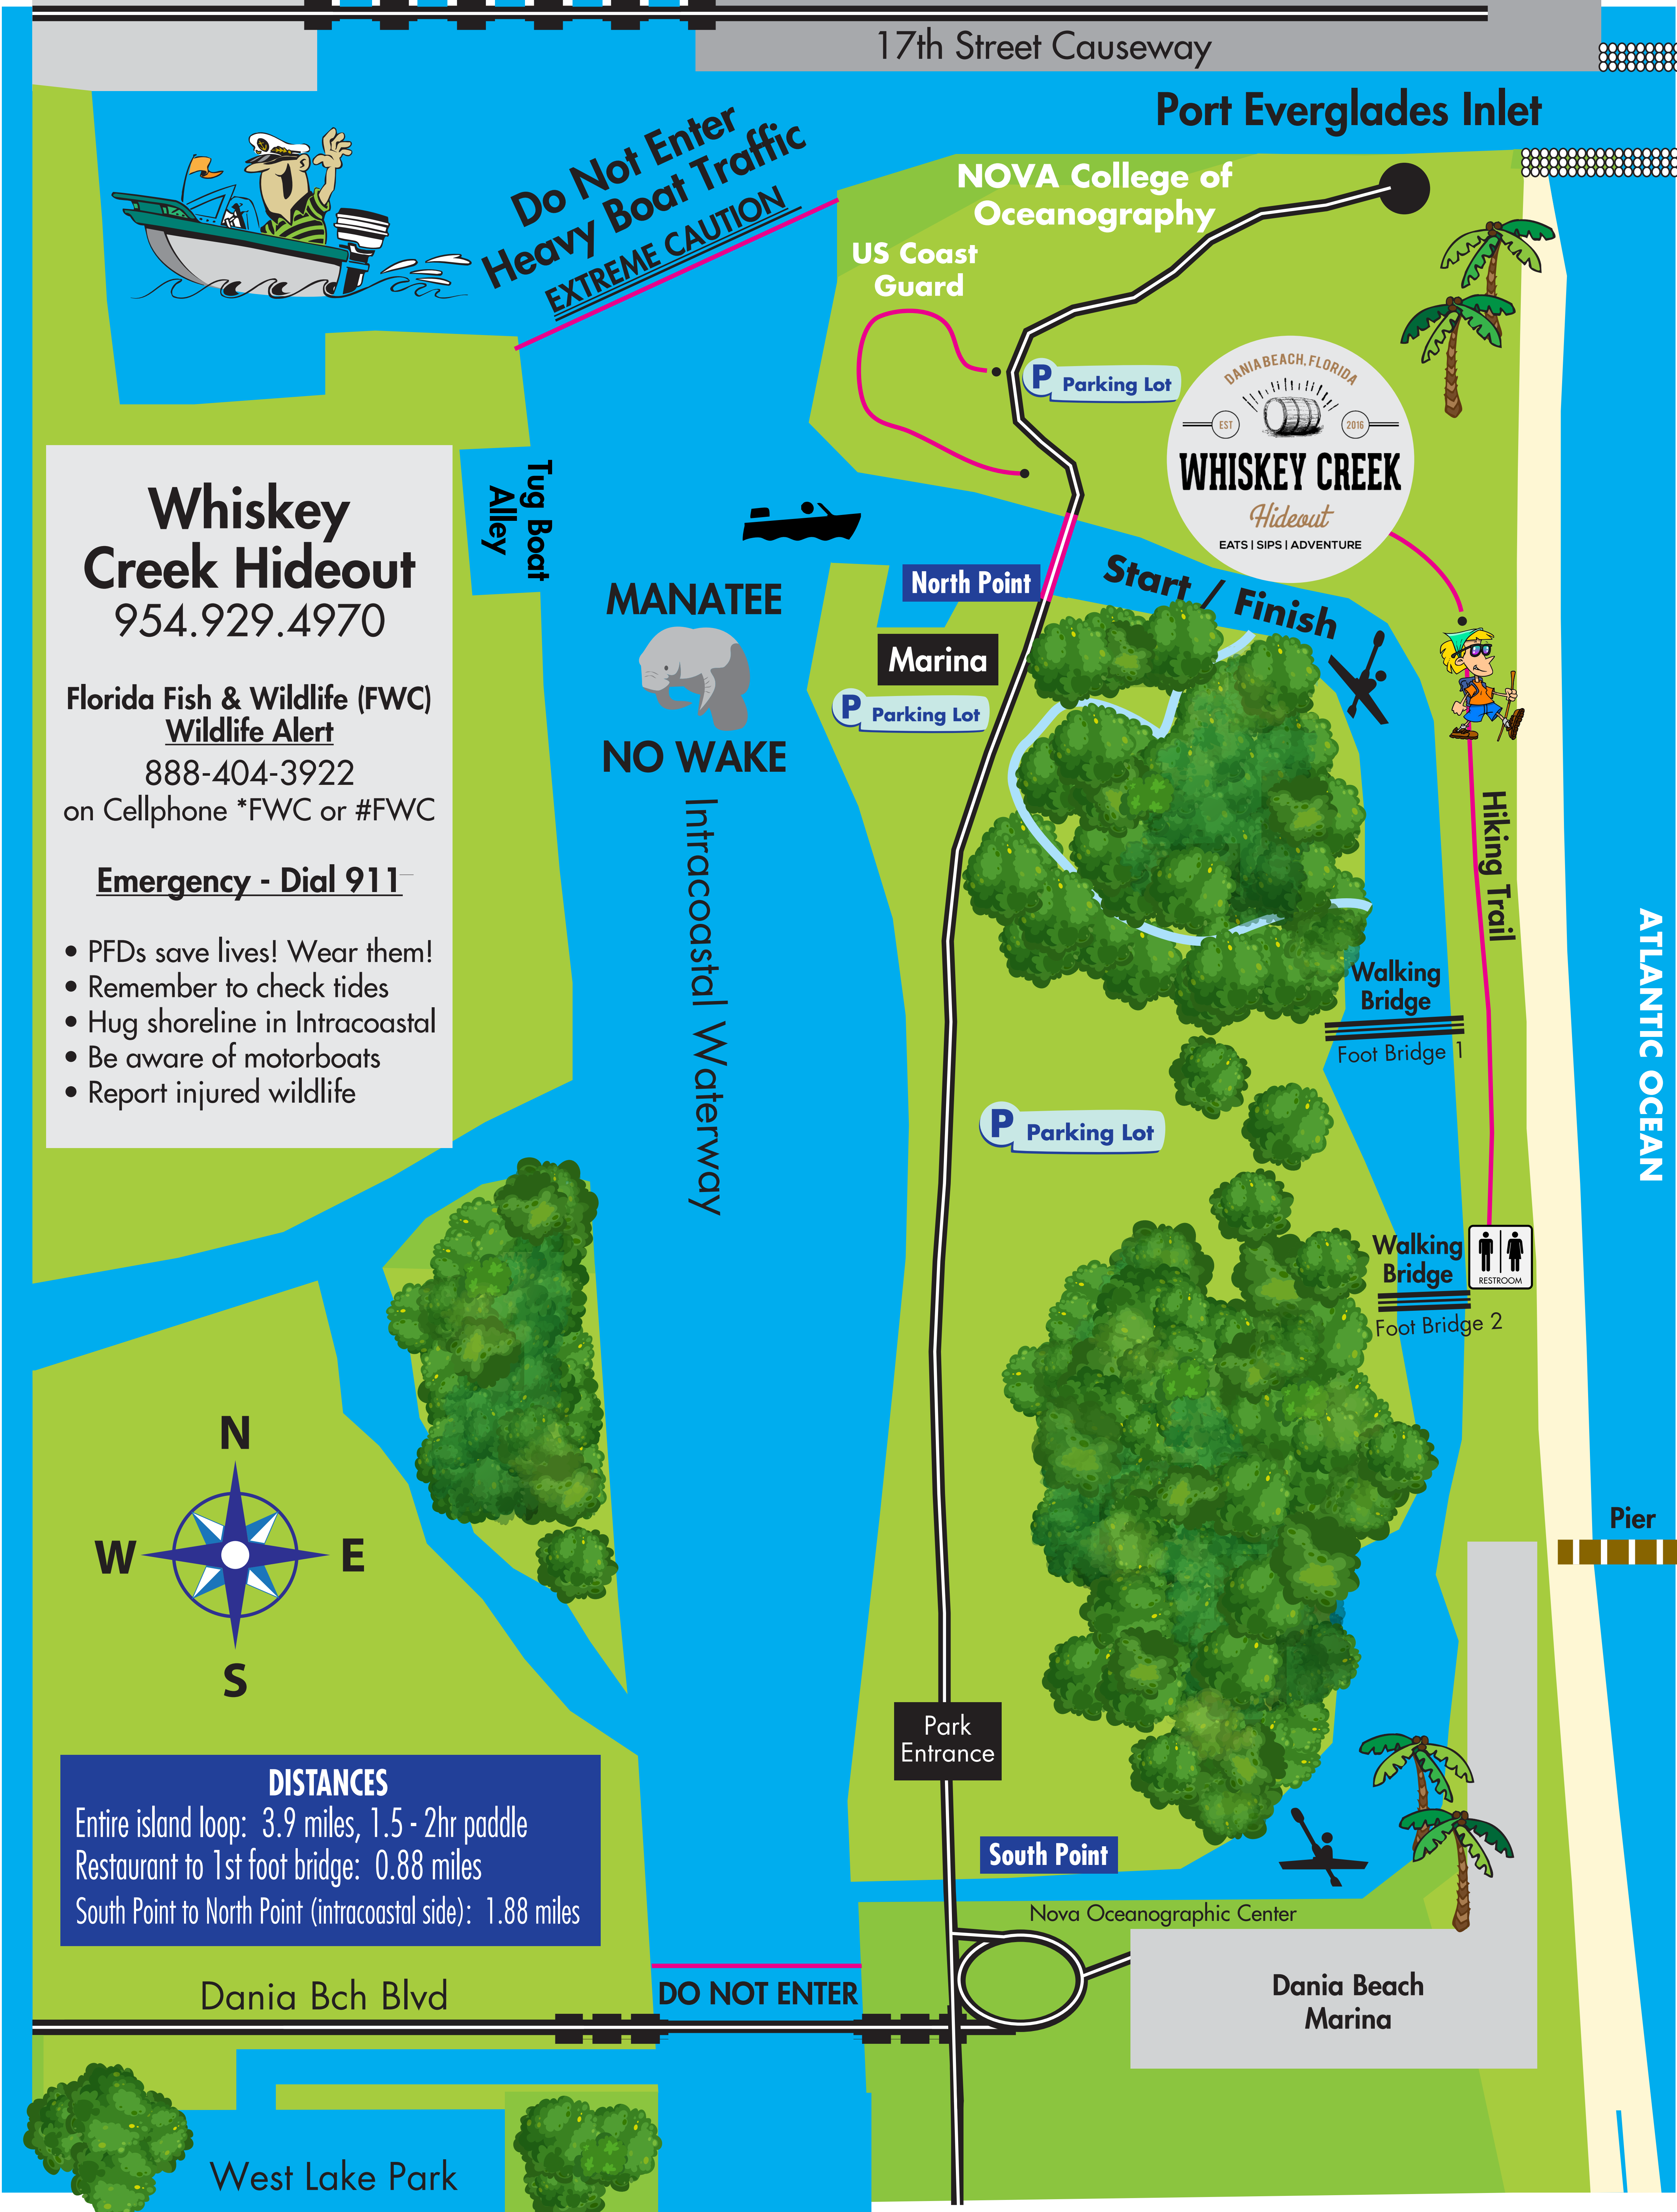 17th Street Causeway
Port Everglades Inlet
Do Not Enter
Heavy Boat Traffic
EXTREME CAUTION
NOVA College of
Oceanography
US Coast
Guard
P Parking Lot
DANIA BEACH, FLORIDA
EST
2016
WHISKEY CREEK
Hideout
EATS | SIPS | ADVENTURE
Whiskey
Creek Hideout
954.929.4970
Florida Fish & Wildlife (FWC)
Wildlife Alert
888-404-3922
on Cellphone *FWC or #FWC
Emergency - Dial 911
• PFDs save lives! Wear them!
• Remember to check tides
• Hug shoreline in Intracoastal
• Be aware of motorboats
• Report injured wildlife
Tug Boat
Alley
MANATEE
NO WAKE
Intracoastal Waterway
North Point
Start / Finish
Marina
P Parking Lot
Hiking Trail
ATLANTIC OCEAN
Walking
Bridge
Foot Bridge 1
P Parking Lot
Walking
Bridge
RESTROOM
Foot Bridge 2
N
W
E
S
Pier
Park
Entrance
DISTANCES
Entire island loop: 3.9 miles, 1.5 - 2hr paddle
Restaurant to 1st foot bridge: 0.88 miles
South Point to North Point (intracoastal side): 1.88 miles
South Point
Nova Oceanographic Center
Dania Bch Blvd
DO NOT ENTER
Dania Beach
Marina
West Lake Park